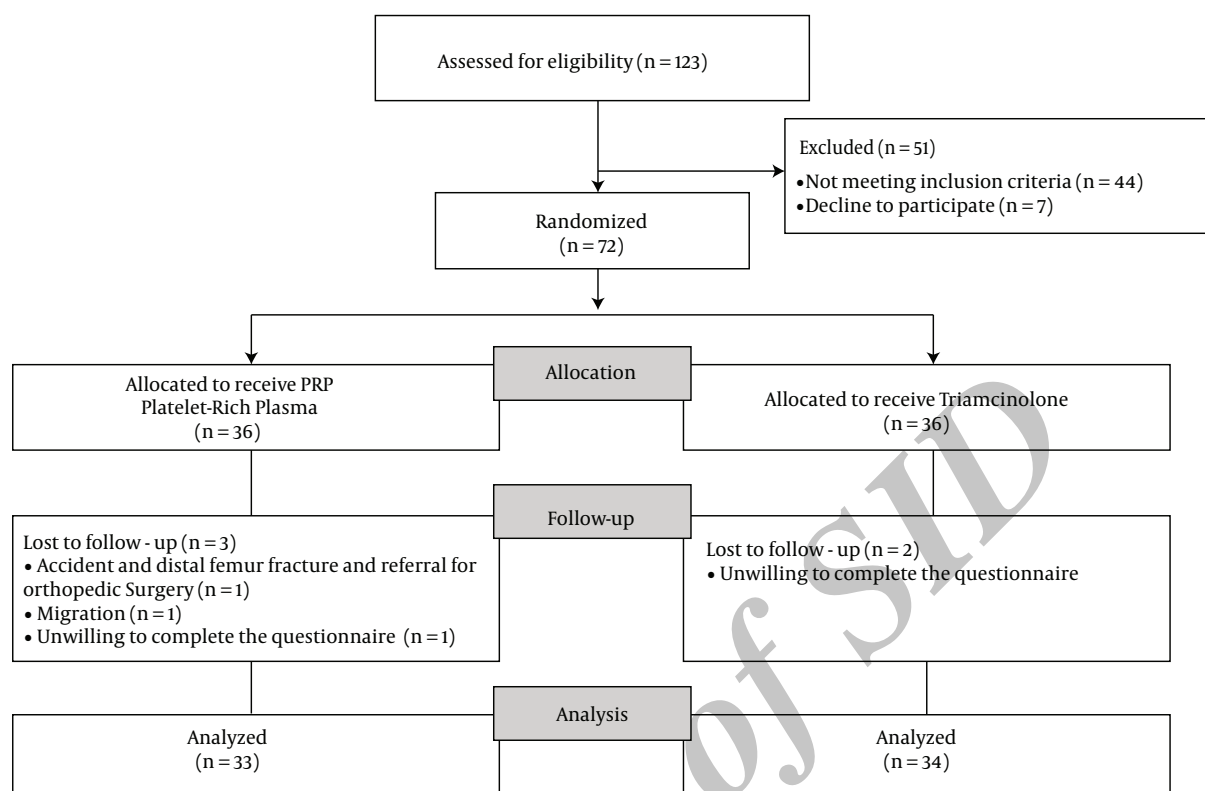 Assessed for eligibility (n = 123)
Excluded (n = 51)
• Not meeting inclusion criteria (n = 44)
• Decline to participate (n = 7)
Randomized
(n = 72)
Allocation
Allocated to receive PRP
Platelet-Rich Plasma
(n = 36)
Allocated to receive Triamcinolone
(n = 36)
Follow-up
Lost to follow - up (n = 3)
• Accident and distal femur fracture and referral for
orthopedic Surgery (n = 1)
• Migration (n = 1)
• Unwilling to complete the questionnaire (n = 1)
Lost to follow - up (n = 2)
• Unwilling to complete the questionnaire
Analysis
Analyzed
(n = 33)
Analyzed
(n = 34)
of SID